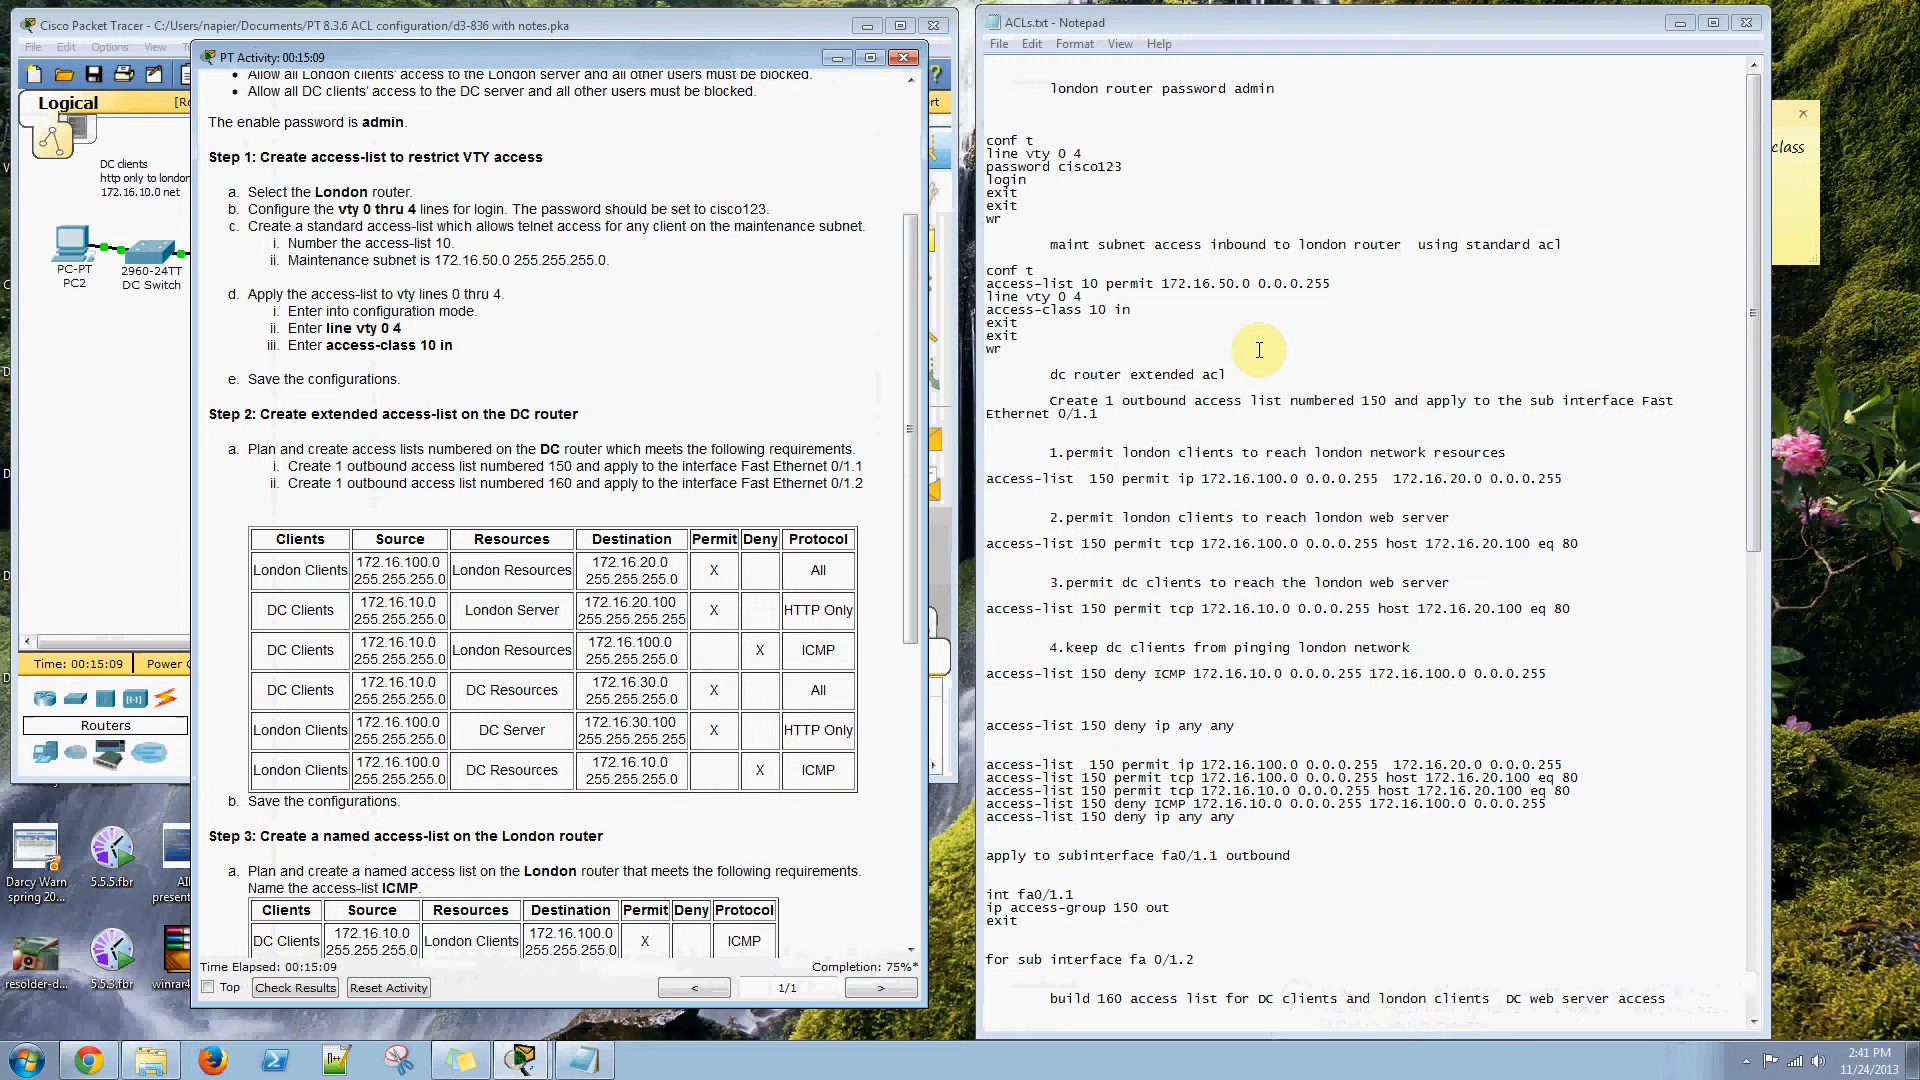 Cisco Packet Tracer - C:/Users/napier/Documents/PT 8.3.6 ACL configuration/d3-836 with notes.pka
File Edit Options View
Logical
[Ro
DC clients
http only to london
172.16.10.0 net
PC-PT
PC2
2960-24TT
DC Switch
Time: 00:15:09
Power C
Routers
PT Activity: 00:15:09
Allow all London clients' access to the London server and all other users must be blocked.
Allow all DC clients' access to the DC server and all other users must be blocked.
The enable password is admin.
Step 1: Create access-list to restrict VTY access
a. Select the London router.
b. Configure the vty 0 thru 4 lines for login. The password should be set to cisco123.
c. Create a standard access-list which allows telnet access for any client on the maintenance subnet.
i. Number the access-list 10.
ii. Maintenance subnet is 172.16.50.0 255.255.255.0.
d. Apply the access-list to vty lines 0 thru 4.
i. Enter into configuration mode.
ii. Enter line vty 0 4
iii. Enter access-class 10 in
e. Save the configurations.
Step 2: Create extended access-list on the DC router
a. Plan and create access lists numbered on the DC router which meets the following requirements.
i. Create 1 outbound access list numbered 150 and apply to the interface Fast Ethernet 0/1.1
ii. Create 1 outbound access list numbered 160 and apply to the interface Fast Ethernet 0/1.2
Clients Source Resources Destination Permit Deny Protocol
London Clients 172.16.100.0 255.255.255.0 London Resources 172.16.20.0 255.255.255.0 X All
DC Clients 172.16.10.0 255.255.255.0 London Server 172.16.20.100 255.255.255.255 X HTTP Only
DC Clients 172.16.10.0 255.255.255.0 London Resources 172.16.100.0 255.255.255.0 X ICMP
DC Clients 172.16.10.0 255.255.255.0 DC Resources 172.16.30.0 255.255.255.0 X All
London Clients 172.16.100.0 255.255.255.0 DC Server 172.16.30.100 255.255.255.255 X HTTP Only
London Clients 172.16.100.0 255.255.255.0 DC Resources 172.16.10.0 255.255.255.0 X ICMP
b. Save the configurations.
Step 3: Create a named access-list on the London router
a. Plan and create a named access list on the London router that meets the following requirements.
Name the access-list ICMP.
Clients Source Resources Destination Permit Deny Protocol
DC Clients 172.16.10.0 255.255.255.0 London Clients 172.16.100.0 255.255.255.0 X ICMP
Time Elapsed: 00:15:09
Completion: 75%*
Top
Check Results
Reset Activity
<
1/1
>
ACLs.txt - Notepad
File Edit Format View Help
london router password admin
conf t
line vty 0 4
password cisco123
login
exit
exit
wr
maint subnet access inbound to london router using standard acl
conf t
access-list 10 permit 172.16.50.0 0.0.0.255
line vty 0 4
access-class 10 in
exit
exit
wr
dc router extended acl
Create 1 outbound access list numbered 150 and apply to the sub interface Fast
Ethernet 0/1.1
1.permit london clients to reach london network resources
access-list  150 permit ip 172.16.100.0 0.0.0.255  172.16.20.0 0.0.0.255
2.permit london clients to reach london web server
access-list 150 permit tcp 172.16.100.0 0.0.0.255 host 172.16.20.100 eq 80
3.permit dc clients to reach the london web server
access-list 150 permit tcp 172.16.10.0 0.0.0.255 host 172.16.20.100 eq 80
4.keep dc clients from pinging london network
access-list 150 deny ICMP 172.16.10.0 0.0.0.255 172.16.100.0 0.0.0.255
access-list 150 deny ip any any
access-list  150 permit ip 172.16.100.0 0.0.0.255  172.16.20.0 0.0.0.255
access-list 150 permit tcp 172.16.100.0 0.0.0.255 host 172.16.20.100 eq 80
access-list 150 permit tcp 172.16.10.0 0.0.0.255 host 172.16.20.100 eq 80
access-list 150 deny ICMP 172.16.10.0 0.0.0.255 172.16.100.0 0.0.0.255
access-list 150 deny ip any any
apply to subinterface fa0/1.1 outbound
int fa0/1.1
ip access-group 150 out
exit
for sub interface fa 0/1.2
build 160 access list for DC clients and london clients  DC web server access
class
Darcy Warn
spring 20...
5.5.5.fbr
resolder-d...
5.5.3.fbr
winrar4
2:41 PM
11/24/2013